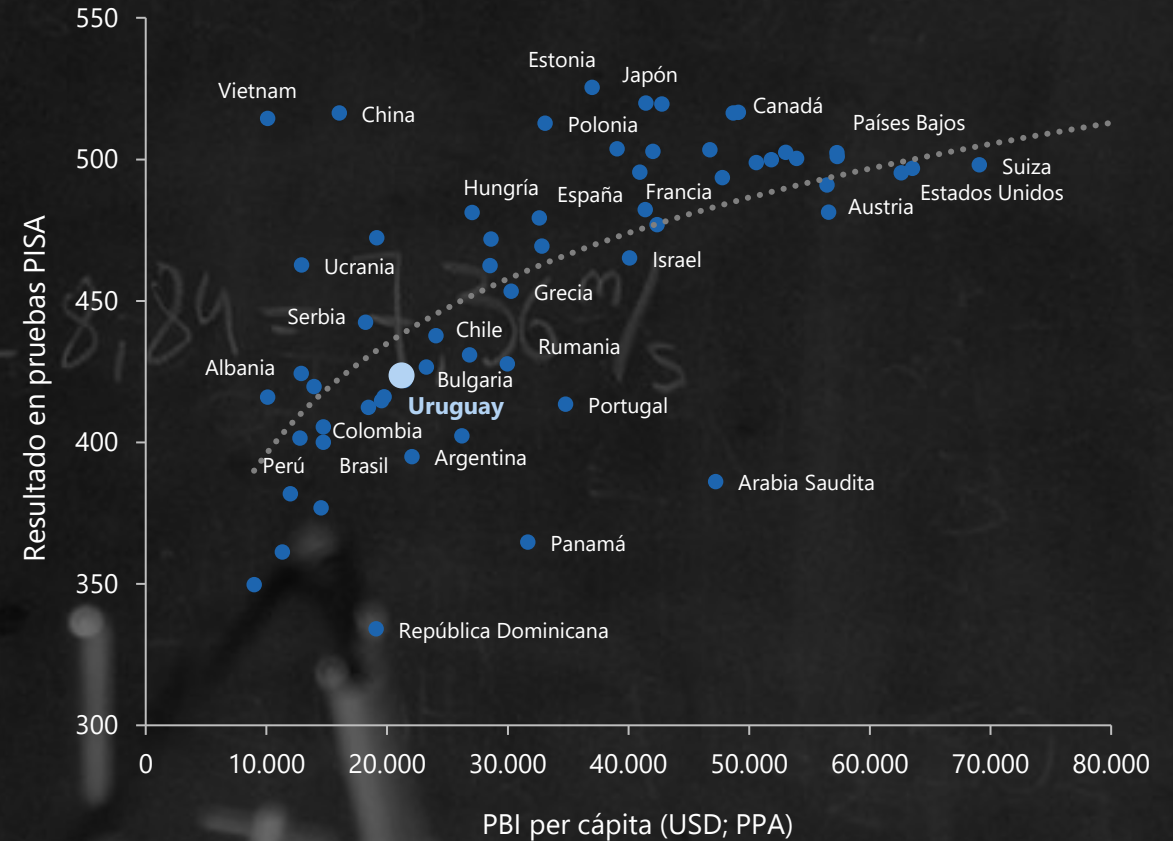 550
500
450
400
350
300
Resultado en pruebas PISA
Estonia
Japón
Vietnam
China
Polonia
Canadá
Países Bajos
Hungría
España
Francia
Suiza
Estados Unidos
Austria
Ucrania
Israel
Grecia
Serbia
Chile
Rumania
Albania
Bulgaria
Uruguay
Portugal
Colombia
Perú
Brasil
Argentina
Arabia Saudita
Panamá
República Dominicana
0
10.000
20.000
30.000
40.000
50.000
60.000
70.000
80.000
PBI per cápita (USD; PPA)